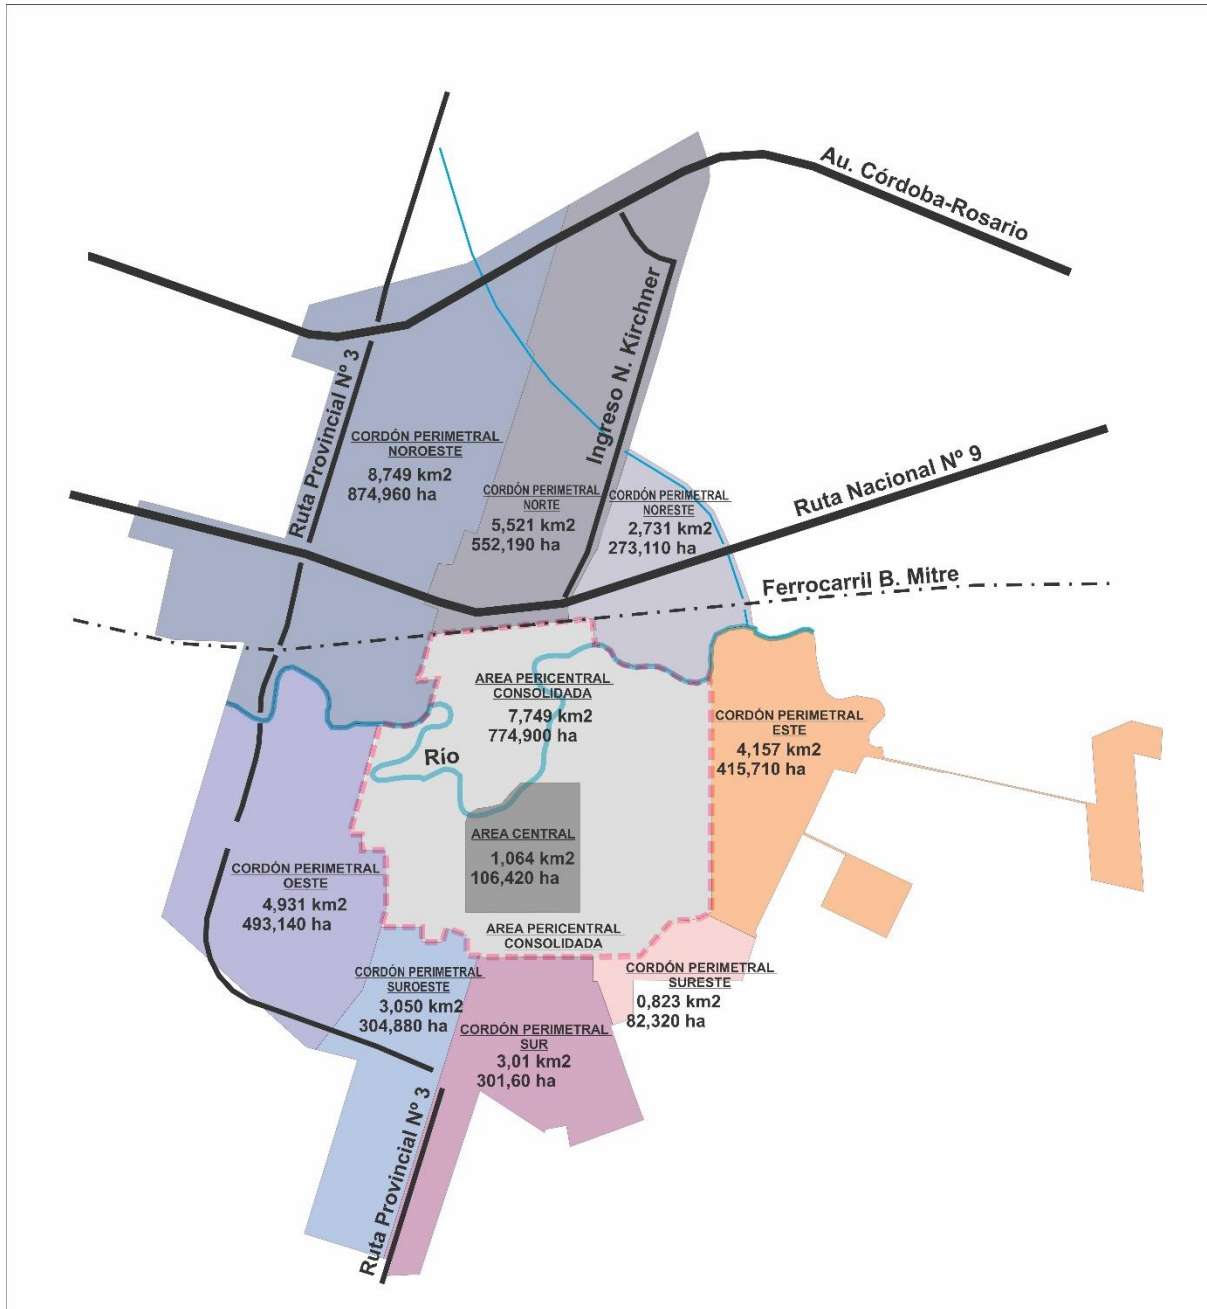 Au. Córdoba-Rosario
Ruta Provincial Nº 3
Ingreso N. Kirchner
CORDÓN PERIMETRAL
NOROESTE
8,749 km2
874,960 ha
CORDÓN PERIMETRAL
NORTE
5,521 km2
552,190 ha
CORDÓN PERIMETRAL
NORESTE
2,731 km2
273,110 ha
Ruta Nacional Nº 9
Ferrocarril B. Mitre
AREA PERICENTRAL
CONSOLIDADA
7,749 km2
774,900 ha
Río
CORDÓN PERIMETRAL
ESTE
4,157 km2
415,710 ha
AREA CENTRAL
1,064 km2
106,420 ha
CORDÓN PERIMETRAL
OESTE
4,931 km2
493,140 ha
AREA PERICENTRAL
CONSOLIDADA
CORDÓN PERIMETRAL
SUROESTE
3,050 km2
304,880 ha
CORDÓN PERIMETRAL
SURESTE
0,823 km2
82,320 ha
CORDÓN PERIMETRAL
SUR
3,01 km2
301,60 ha
Ruta Provincial Nº 3